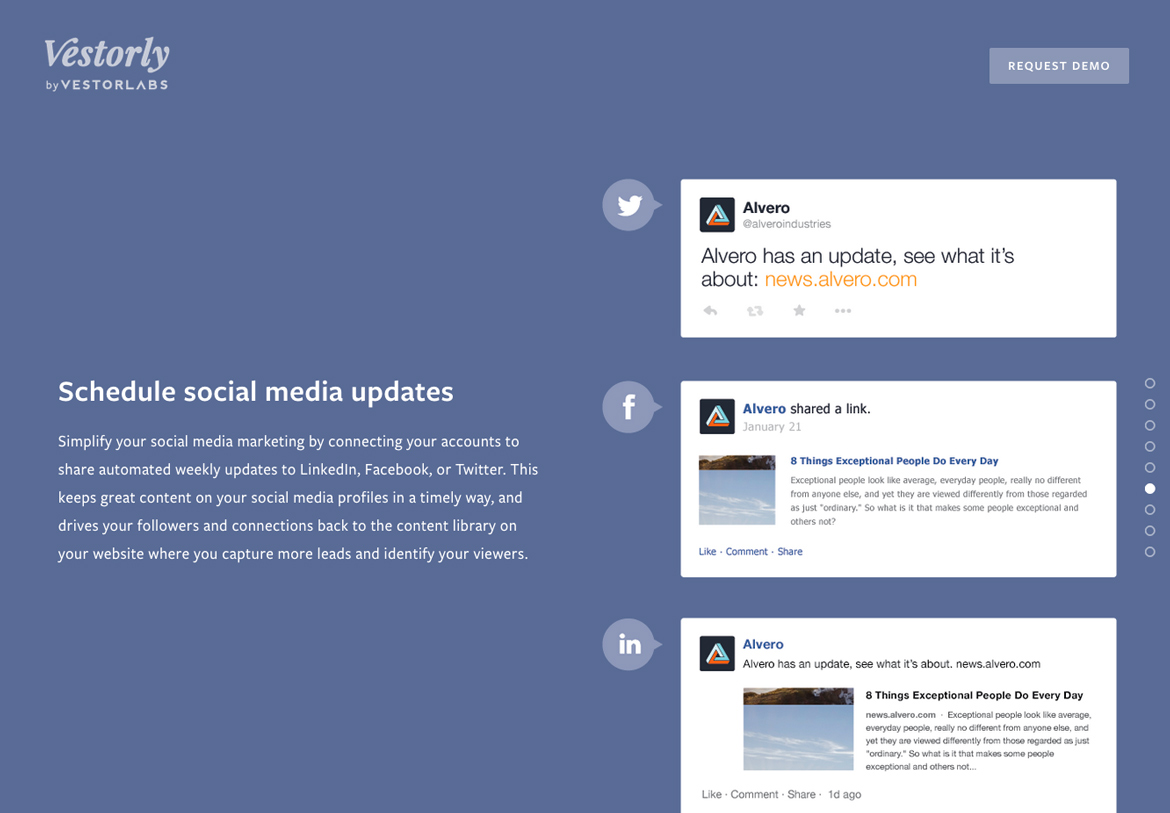 Vestorly
by VESTORLABS
REQUEST DEMO
Schedule social media updates
Simplify your social media marketing by connecting your accounts to
share automated weekly updates to LinkedIn, Facebook, or Twitter. This
keeps great content on your social media profiles in a timely way, and
drives your followers and connections back to the content library on
your website where you capture more leads and identify your viewers.
Alvero
@alveroindustries
Alvero has an update, see what it’s
about: news.alvero.com
f
Alvero shared a link.
January 21
8 Things Exceptional People Do Every Day
Exceptional people look like average, everyday people, really no different
from anyone else, and yet they are viewed differently from those regarded
as just "ordinary." So what is it that makes some people exceptional and
others not?
Like · Comment · Share
in
Alvero
Alvero has an update, see what it’s about. news.alvero.com
8 Things Exceptional People Do Every Day
news.alvero.com · Exceptional people look like average,
everyday people, really no different from anyone else, and
yet they are viewed differently from those regarded as just
"ordinary." So what is it that makes some people
exceptional and others not...
Like · Comment · Share · 1d ago